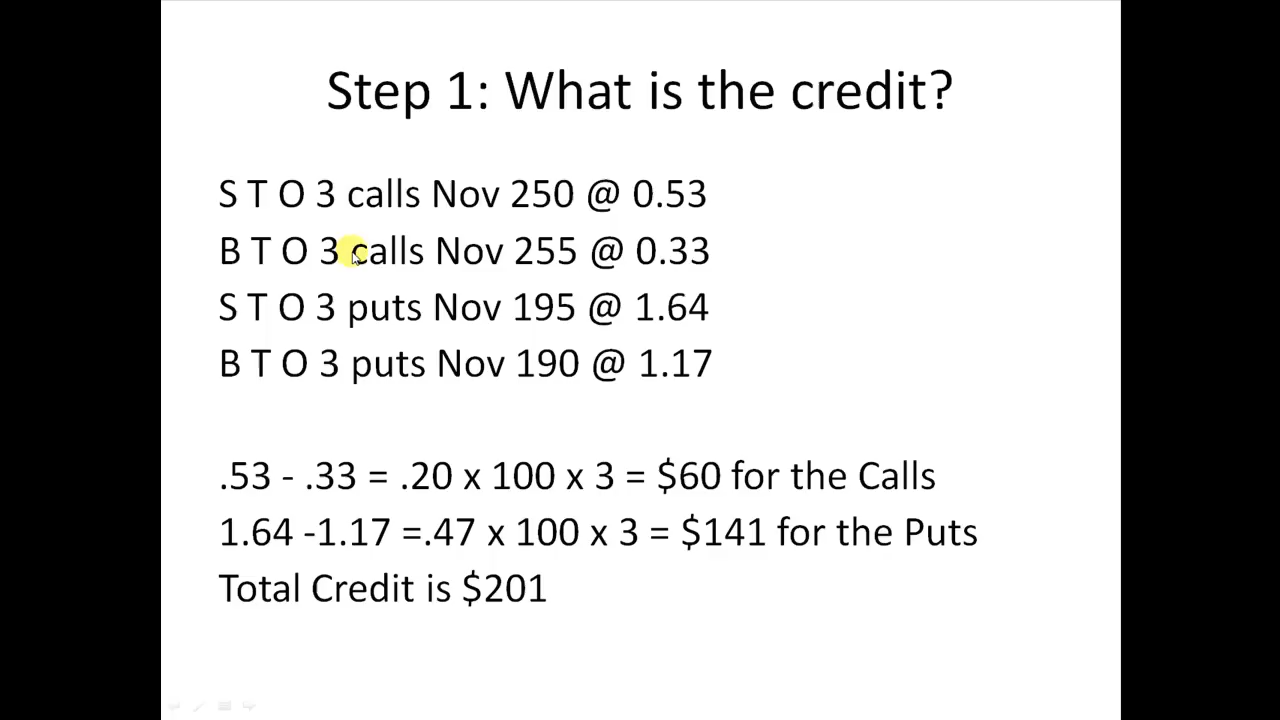 Step 1: What is the credit?
S T O 3 calls Nov 250 @ 0.53
B T O 3 calls Nov 255 @ 0.33
S T O 3 puts Nov 195 @ 1.64
B T O 3 puts Nov 190 @ 1.17
.53 - .33 = .20 x 100 x 3 = $60 for the Calls
1.64 -1.17 =.47 x 100 x 3 = $141 for the Puts
Total Credit is $201